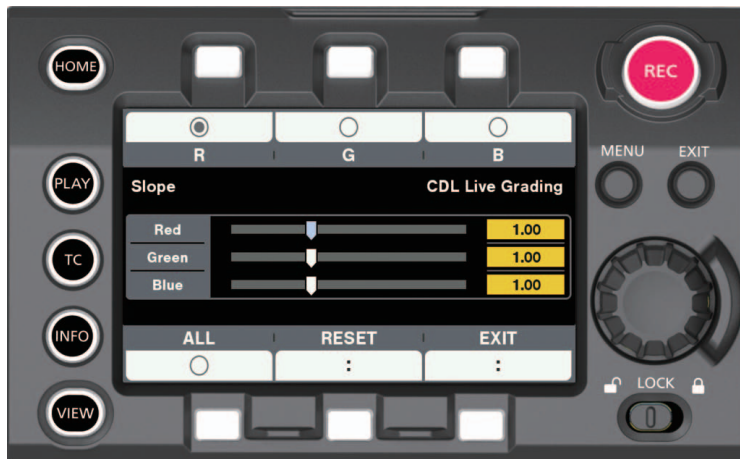 HOME
REC
R G B
MENU EXIT
PLAY
Slope CDL Live Grading
Red 1.00
TC
Green 1.00
Blue 1.00
INFO
ALL RESET EXIT
: :
LOCK
VIEW